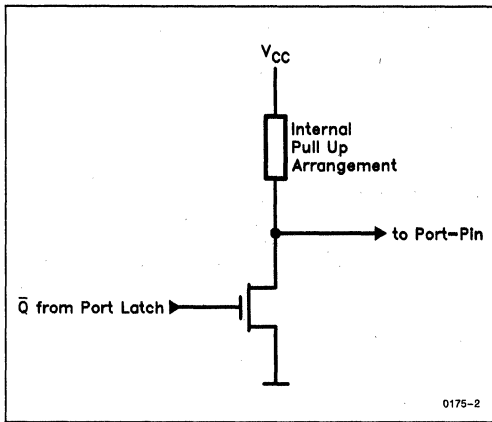 V_CC
Internal
Pull Up
Arrangement
to Port-Pin
Q̅ from Port Latch
0175-2